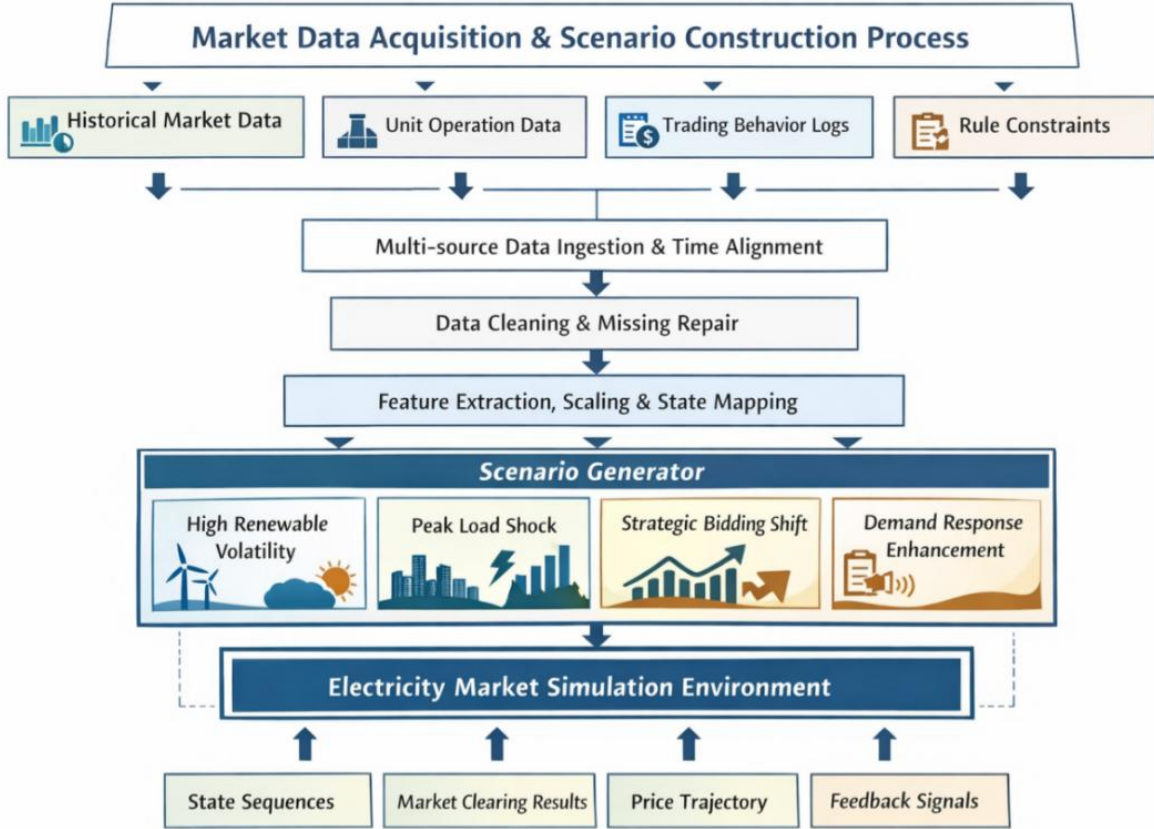 Market Data Acquisition & Scenario Construction Process
Historical Market Data
Unit Operation Data
Trading Behavior Logs
Rule Constraints
Multi-source Data Ingestion & Time Alignment
Data Cleaning & Missing Repair
Feature Extraction, Scaling & State Mapping
Scenario Generator
High Renewable
Volatility
Peak Load Shock
Strategic Bidding Shift
Demand Response
Enhancement
Electricity Market Simulation Environment
State Sequences
Market Clearing Results
Price Trajectory
Feedback Signals